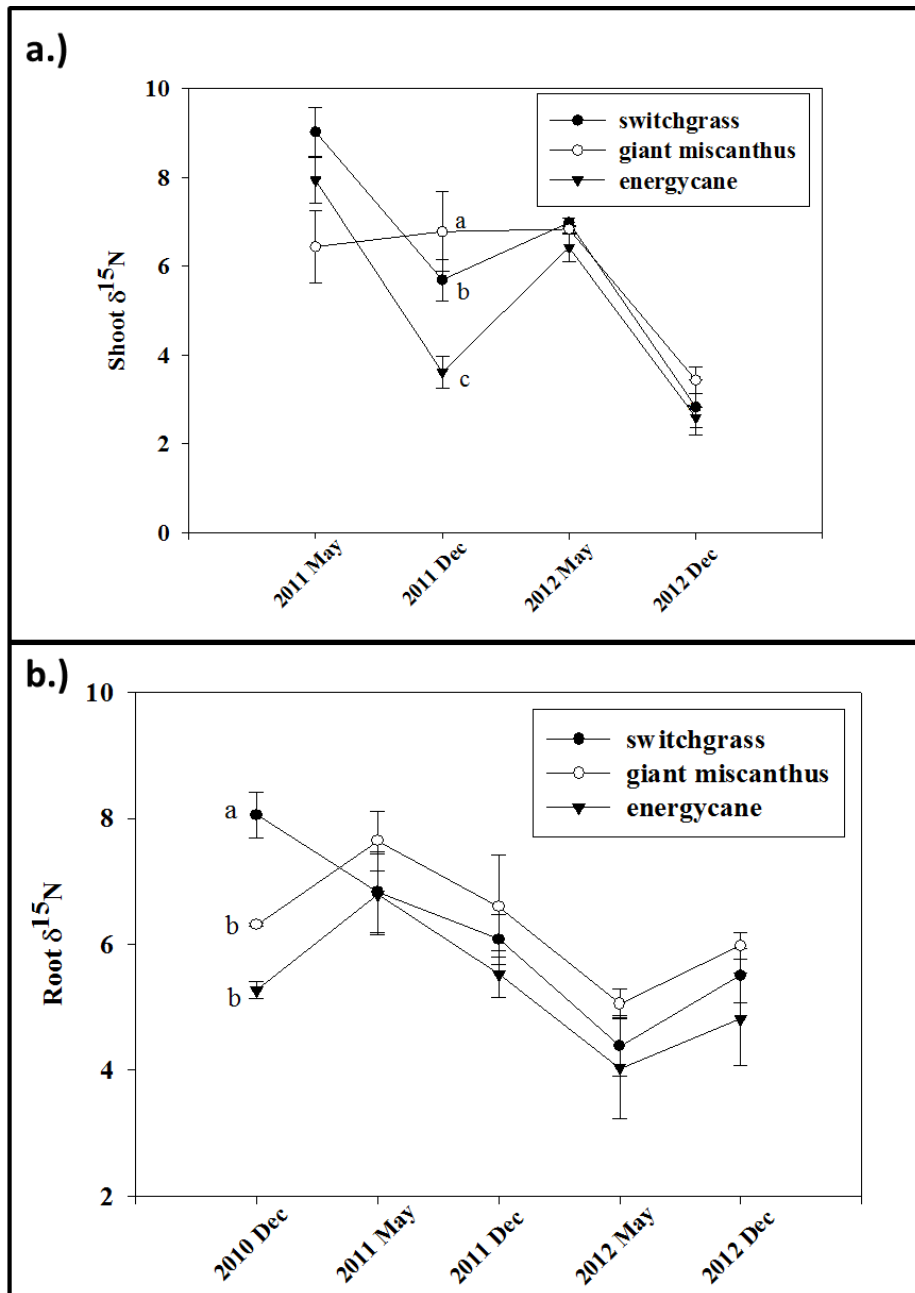 a.)
10
8
6
4
2
0
Shoot δ¹⁵N
switchgrass
giant miscanthus
energycane
a
b
c
2011 May
2011 Dec
2012 May
2012 Dec
b.)
10
8
6
4
2
Root δ¹⁵N
switchgrass
giant miscanthus
energycane
a
b
b
2010 Dec
2011 May
2011 Dec
2012 May
2012 Dec